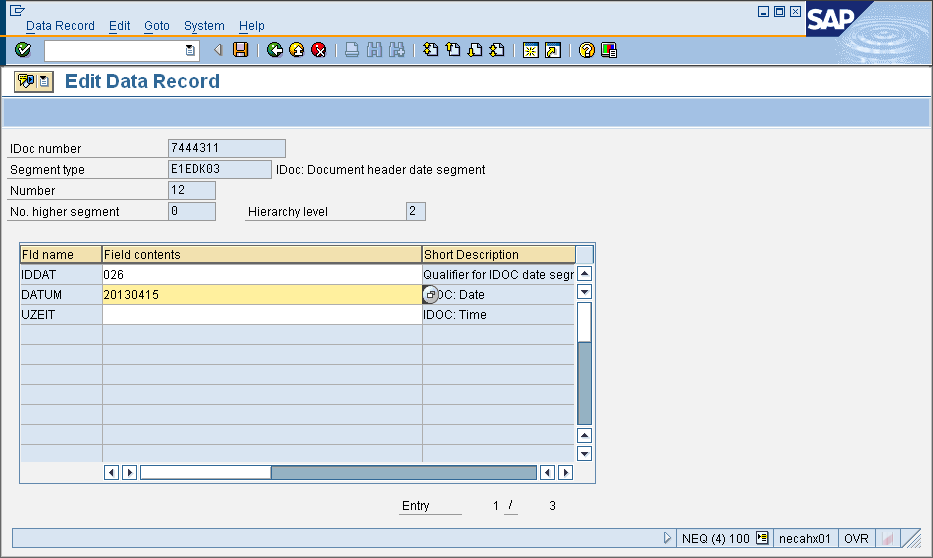 Data Record Edit Goto System Help
SAP
Edit Data Record
IDoc number 7444311
Segment type E1EDK03 IDoc: Document header date segment
Number 12
No. higher segment 0 Hierarchy level 2
Fld name Field contents Short Description
IDDAT 026 Qualifier for IDOC date segr
DATUM 20130415 OC: Date
UZEIT IDOC: Time
Entry 1 / 3
NEQ (4) 100 necahx01 OVR